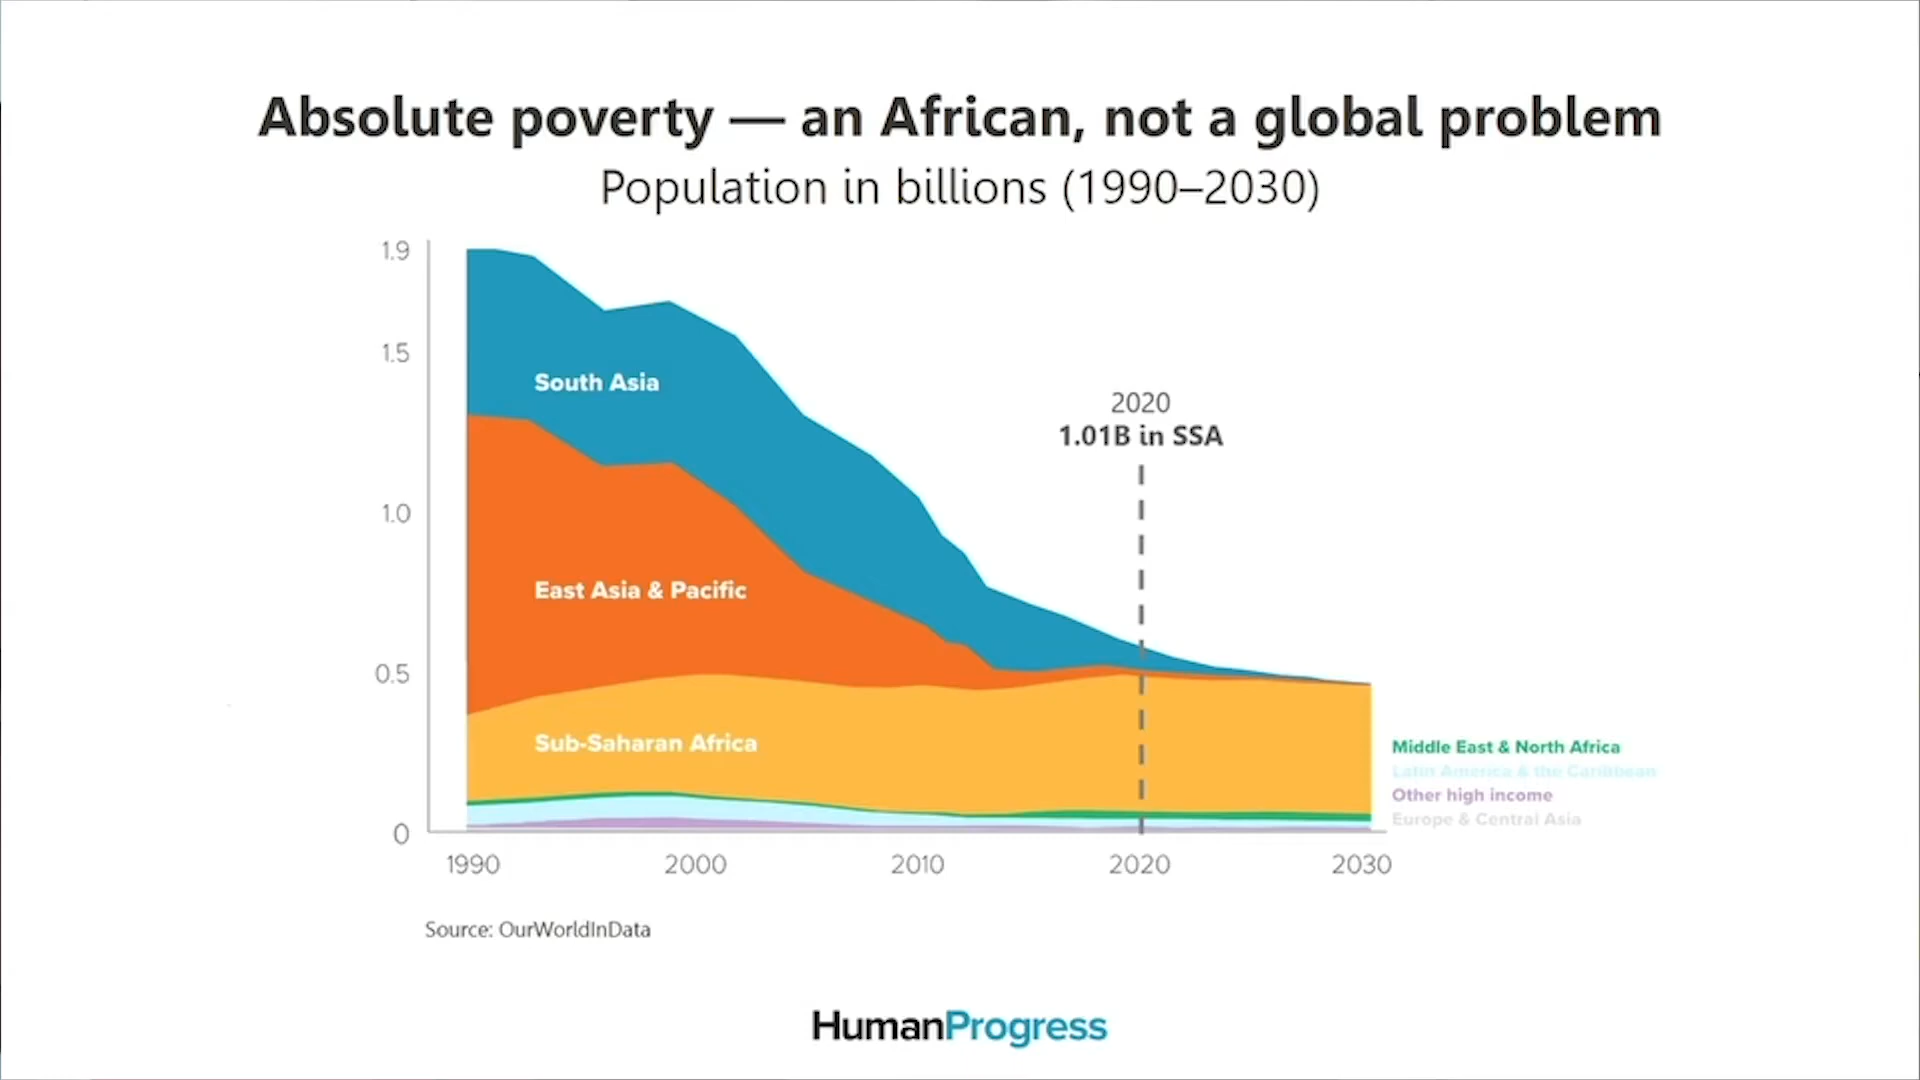 Absolute poverty — an African, not a global problem
Population in billions (1990–2030)
1.9
1.5
1.0
0.5
0
South Asia
East Asia & Pacific
Sub-Saharan Africa
2020
1.01B in SSA
Middle East & North Africa
Latin America & the Caribbean
Other high income
Europe & Central Asia
1990
2000
2010
2020
2030
Source: OurWorldInData
HumanProgress